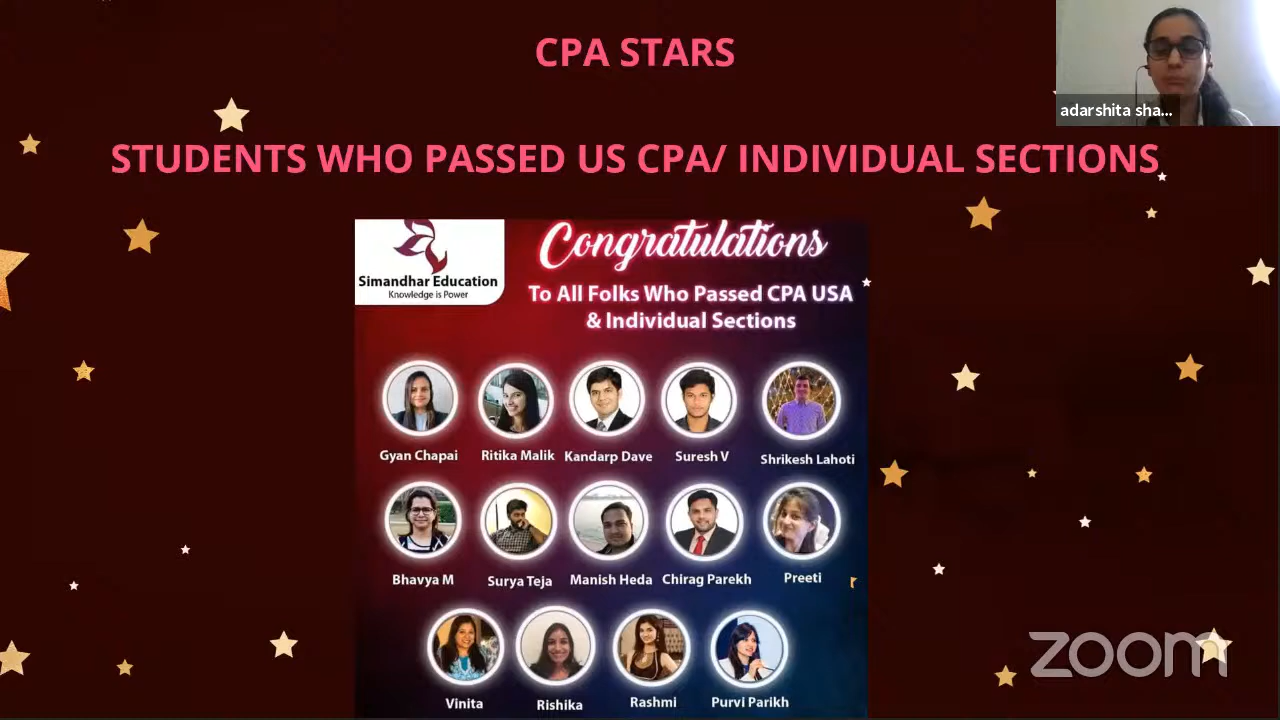 CPA STARS
adarshita sha...
STUDENTS WHO PASSED US CPA/ INDIVIDUAL SECTIONS
Simandhar Education
Knowledge is Power
Congratulations
To All Folks Who Passed CPA USA
& Individual Sections
Gyan Chapai
Ritika Malik
Kandarp Dave
Suresh V
Shrikesh Lahoti
Bhavya M
Surya Teja
Manish Heda
Chirag Parekh
Preeti
Vinita
Rishika
Rashmi
Purvi Parikh
zoom